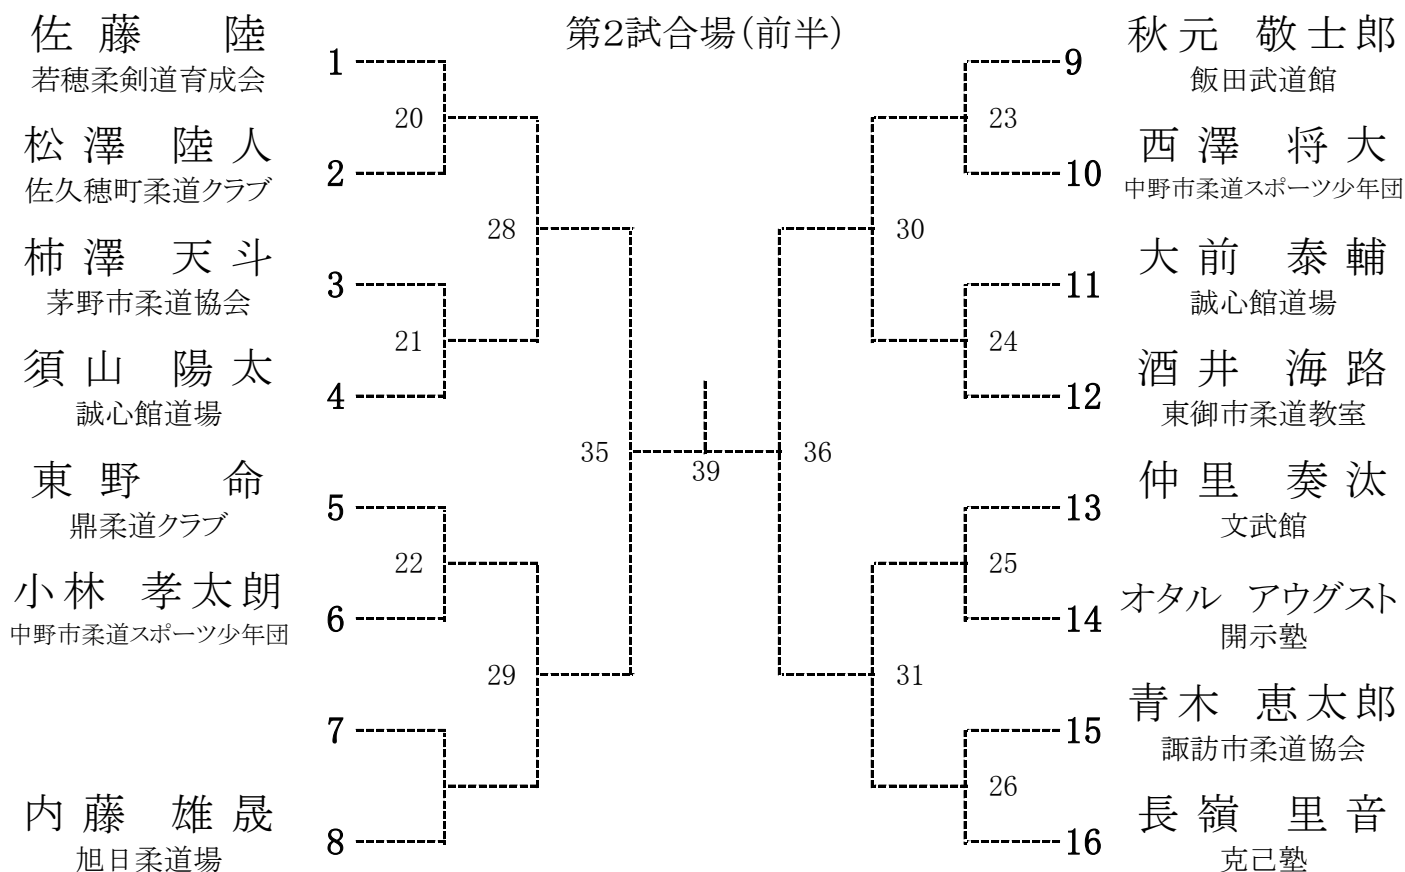 第2試合場(前半)
佐藤　陸
若穂柔剣道育成会
1
20
松澤　陸人
佐久穂町柔道クラブ
2
28
柿澤　天斗
茅野市柔道協会
3
21
須山　陽太
誠心館道場
4
35
東野　命
鼎柔道クラブ
5
22
小林　孝太朗
中野市柔道スポーツ少年団
6
29
7
内藤　雄晟
旭日柔道場
8
39
秋元　敬士郎
飯田武道館
9
23
西澤　将大
中野市柔道スポーツ少年団
10
30
大前　泰輔
誠心館道場
11
24
酒井　海路
東御市柔道教室
12
36
仲里　奏汰
文武館
13
25
オタル　アウグスト
開示塾
14
31
青木　恵太郎
諏訪市柔道協会
15
26
長嶺　里音
克己塾
16